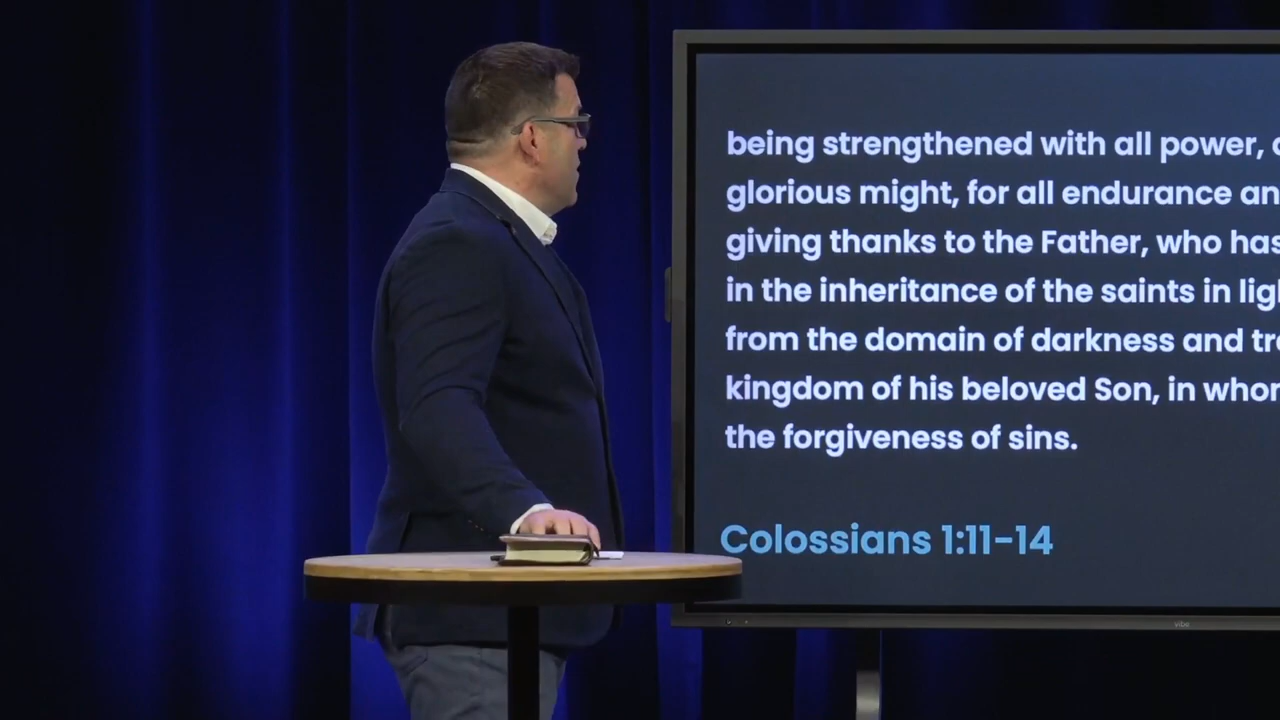 being strengthened with all power,
glorious might, for all endurance
giving thanks to the Father, who has
in the inheritance of the saints in
from the domain of darkness and
kingdom of his beloved Son, in
the forgiveness of sins.
Colossians 1:11-14
vibe